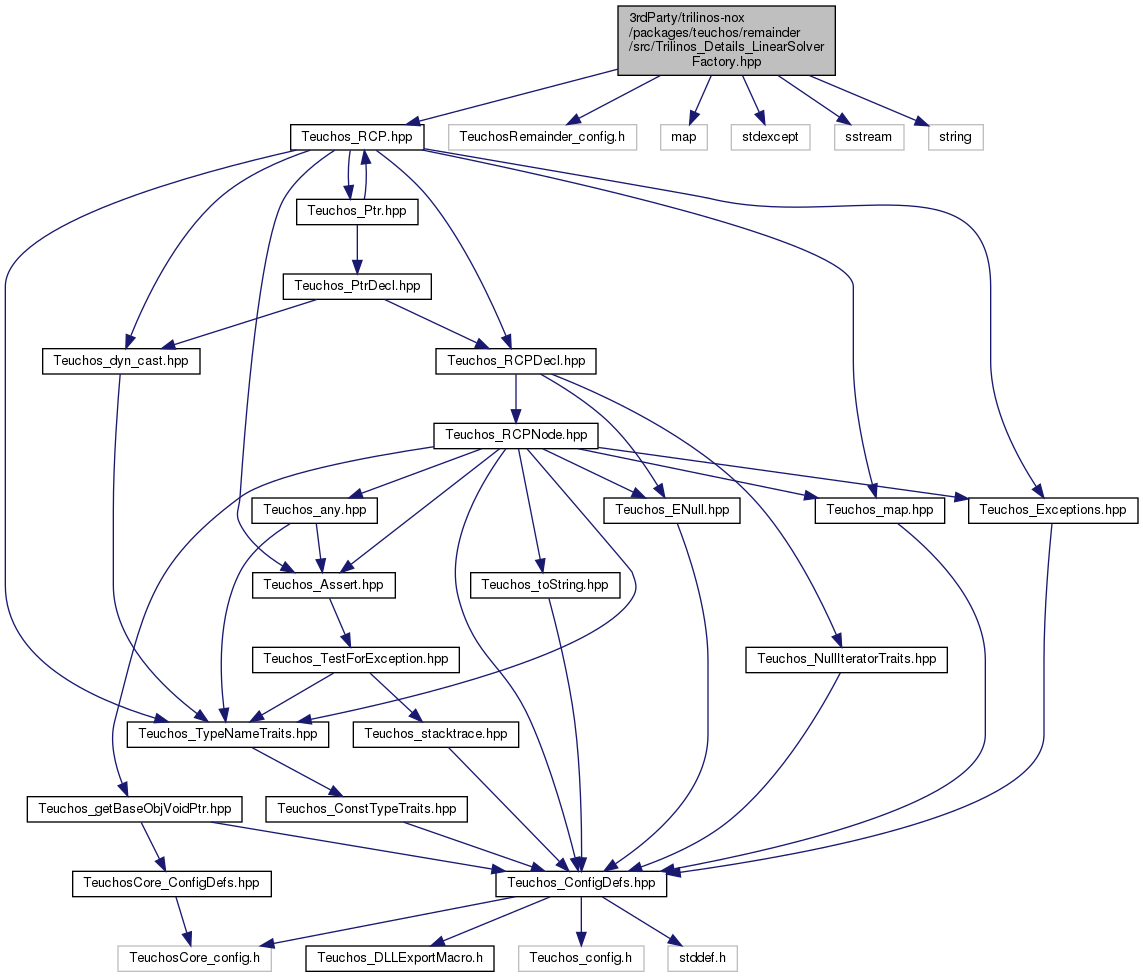 3rdParty/trilinos-nox
/packages/teuchos/remainder
/src/Trilinos_Details_LinearSolver
Factory.hpp
Teuchos_RCP.hpp
TeuchosRemainder_config.h
map
stdexcept
sstream
string
Teuchos_Ptr.hpp
Teuchos_PtrDecl.hpp
Teuchos_dyn_cast.hpp
Teuchos_RCPDecl.hpp
Teuchos_RCPNode.hpp
Teuchos_any.hpp
Teuchos_ENull.hpp
Teuchos_map.hpp
Teuchos_Exceptions.hpp
Teuchos_Assert.hpp
Teuchos_toString.hpp
Teuchos_TestForException.hpp
Teuchos_NullIteratorTraits.hpp
Teuchos_TypeNameTraits.hpp
Teuchos_stacktrace.hpp
Teuchos_getBaseObjVoidPtr.hpp
Teuchos_ConstTypeTraits.hpp
TeuchosCore_ConfigDefs.hpp
Teuchos_ConfigDefs.hpp
TeuchosCore_config.h
Teuchos_DLLExportMacro.h
Teuchos_config.h
stddef.h